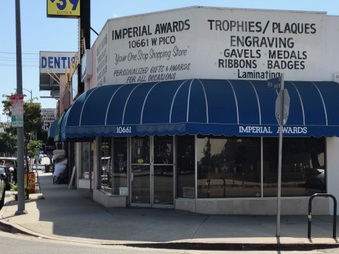 $39
DENTIS
IMPERIAL AWARDS
10661 W PICO
"Your One Stop Shopping Store"
PERSONALIZED GIFTS & AWARDS
FOR ALL OCCASIONS
TROPHIES/PLAQUES
ENGRAVING
GAVELS MEDALS
RIBBONS BADGES
Laminating
10661
IMPERIAL AWARDS